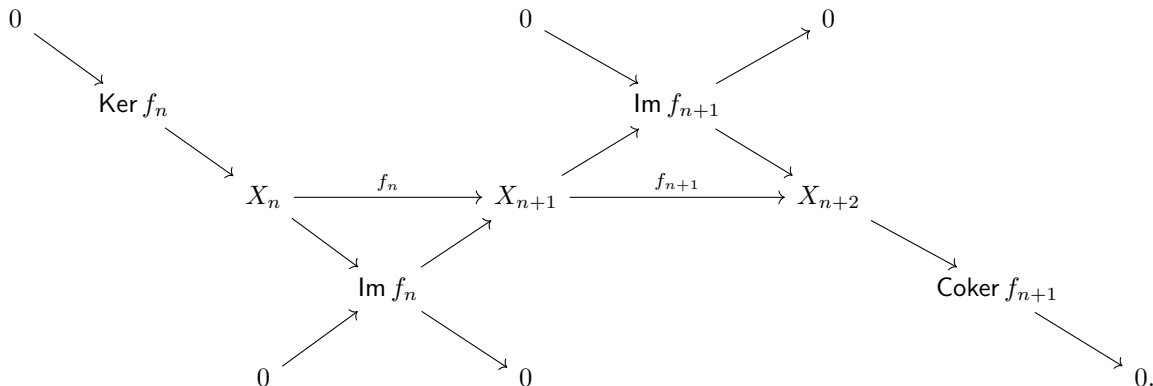 0 0 0
Ker f_n Im f_{n+1}
X_n f_n X_{n+1} f_{n+1} X_{n+2}
Im f_n Coker f_{n+1}
0 0 0.